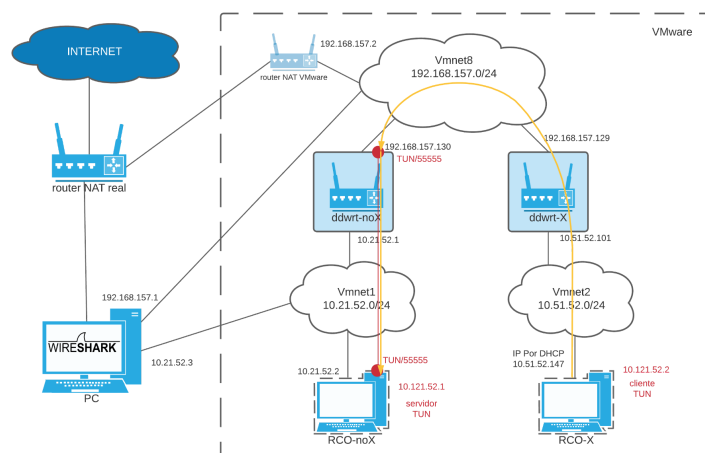 VMware
INTERNET
192.168.157.2
router NAT VMware
Vmnet8
192.168.157.0/24
192.168.157.130
TUN/55555
192.168.157.129
router NAT real
ddwrt-noX
ddwrt-X
10.21.52.1
10.51.52.101
192.168.157.1
Vmnet1
10.21.52.0/24
Vmnet2
10.51.52.0/24
WIRESHARK
10.21.52.3
PC
TUN/55555
10.21.52.2
10.121.52.1
servidor
TUN
RCO-noX
IP Por DHCP
10.51.52.147
10.121.52.2
cliente
TUN
RCO-X